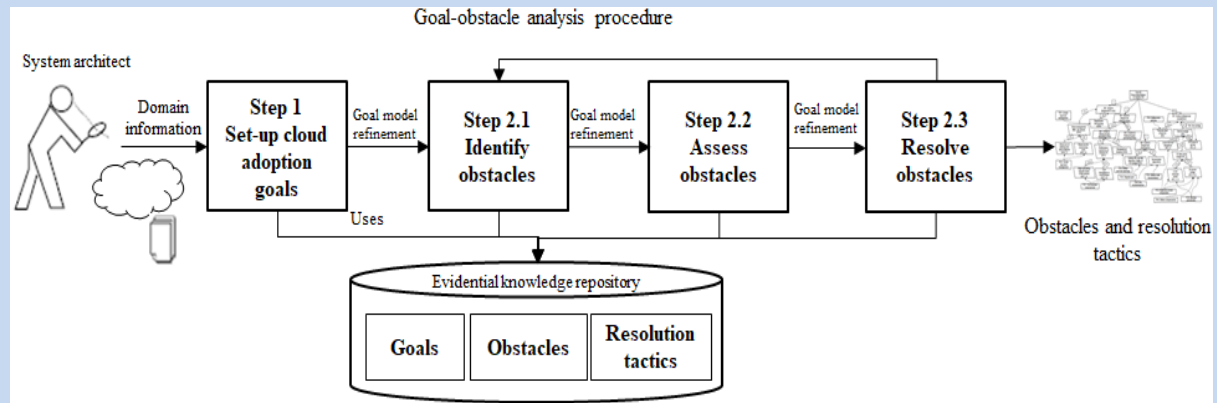 Goal-obstacle analysis procedure
System architect
Domain
information
Step 1
Set-up cloud
adoption
goals
Goal model
refinement
Step 2.1
Identify
obstacles
Goal model
refinement
Step 2.2
Assess
obstacles
Goal model
refinement
Step 2.3
Resolve
obstacles
Obstacles and resolution
tactics
Uses
Evidential knowledge repository
Goals
Obstacles
Resolution
tactics